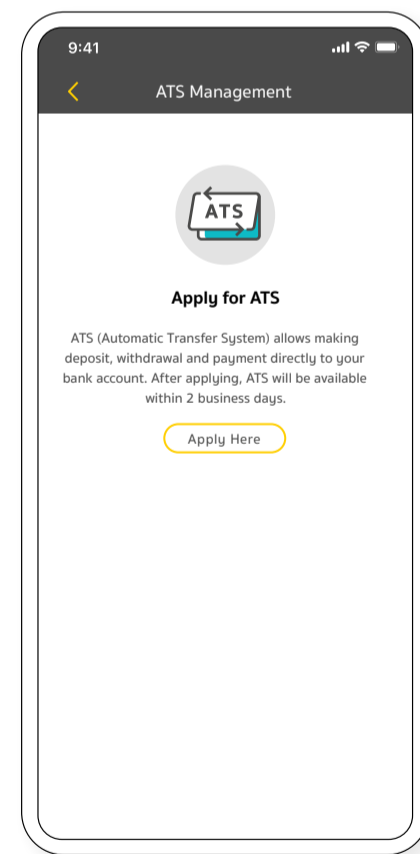 9:41
ATS Management
ATS
Apply for ATS
ATS (Automatic Transfer System) allows making
deposit, withdrawal and payment directly to your
bank account. After applying, ATS will be available
within 2 business days.
Apply Here